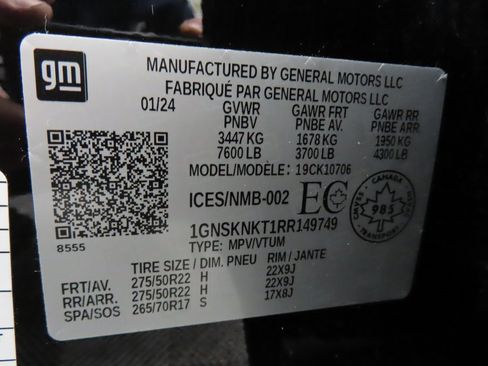 gm
MANUFACTURED BY GENERAL MOTORS LLC
FABRIQUÉ PAR GENERAL MOTORS LLC
01/24 GVWR GAWR FRT GAWR RR
PNBV PNBE AV. PNBE ARR.
3447 KG 1678 KG 1950 KG
7600 LB 3700 LB 4300 LB
MODEL/MODÈLE: 19CK10706
ICES/NMB-002 EC
CANADA
985
TRANSPORT
1GNSKNKT1RR149749
8555
TYPE: MPV/VTUM
TIRE SIZE / DIM. PNEU RIM / JANTE
FRT/AV. 275/50R22 H 22X9J
RR/ARR. 275/50R22 H 22X9J
SPA/SOS 265/70R17 S 17X8J